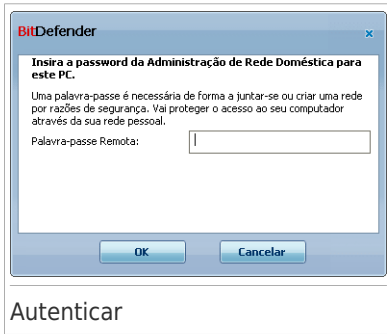 BitDefender
Insira a password da Administração de Rede Doméstica para
este PC.
Uma palavra-passe é necessária de forma a juntar-se ou criar uma rede
por razões de segurança. Vai proteger o acesso ao seu computador
através da sua rede pessoal.
Palavra-passe Remota:
OK
Cancelar
Autenticar